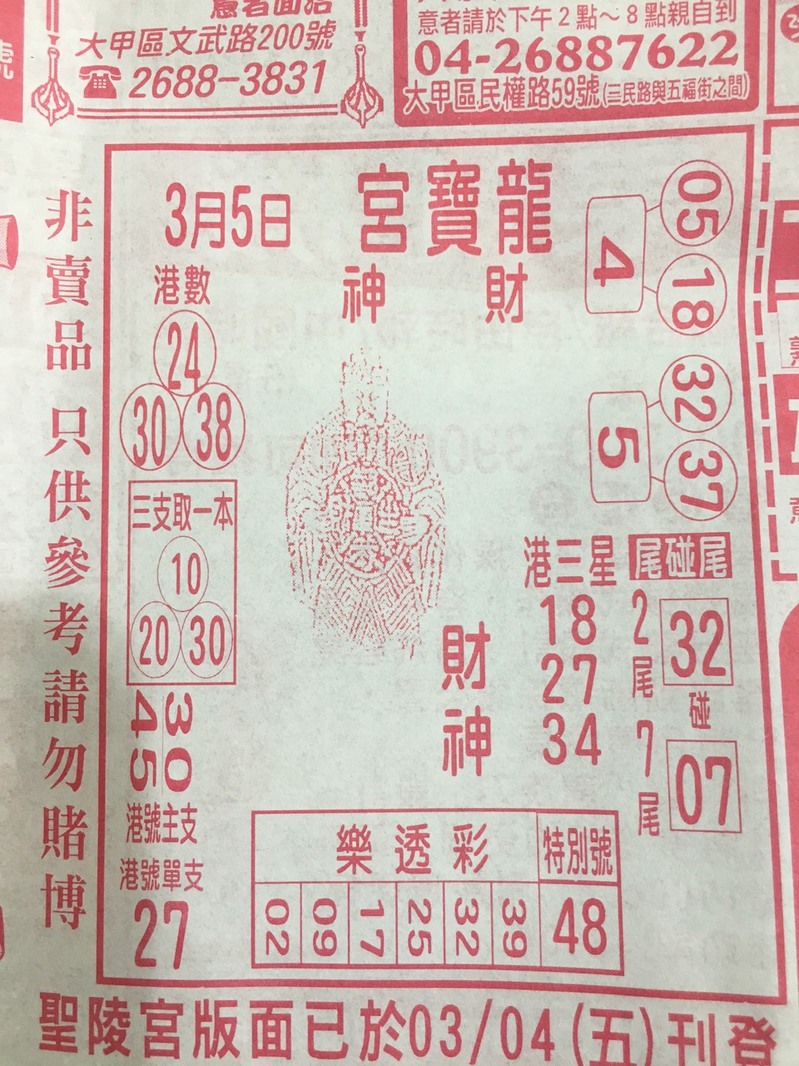 大甲區文武路200號
2688-3831
意者請於下午2點～8點親自到
04-26887622
大甲區民權路59號(三民路與五福街之間)
非賣品 只供參考請勿賭博
3月5日
宮寶龍
神 財
港數
24
30 38
三支取一本
10
20 30
30
45
港號主支
港號單支
27
4
05
18
5
32
37
港三星
18
27
34
尾碰尾
2尾
32
碰
7尾
07
財神
樂透彩
特別號
02 09 17 25 32 39
48
聖陵宮版面已於03/04(五)刊登